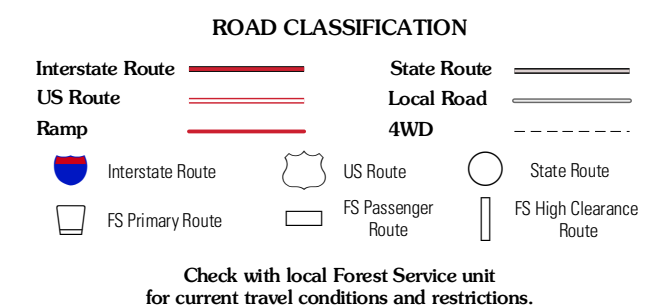 ROAD CLASSIFICATION
Interstate Route
State Route
US Route
Local Road
Ramp
4WD
Interstate Route
US Route
State Route
FS Primary Route
FS Passenger
Route
FS High Clearance
Route
Check with local Forest Service unit
for current travel conditions and restrictions.